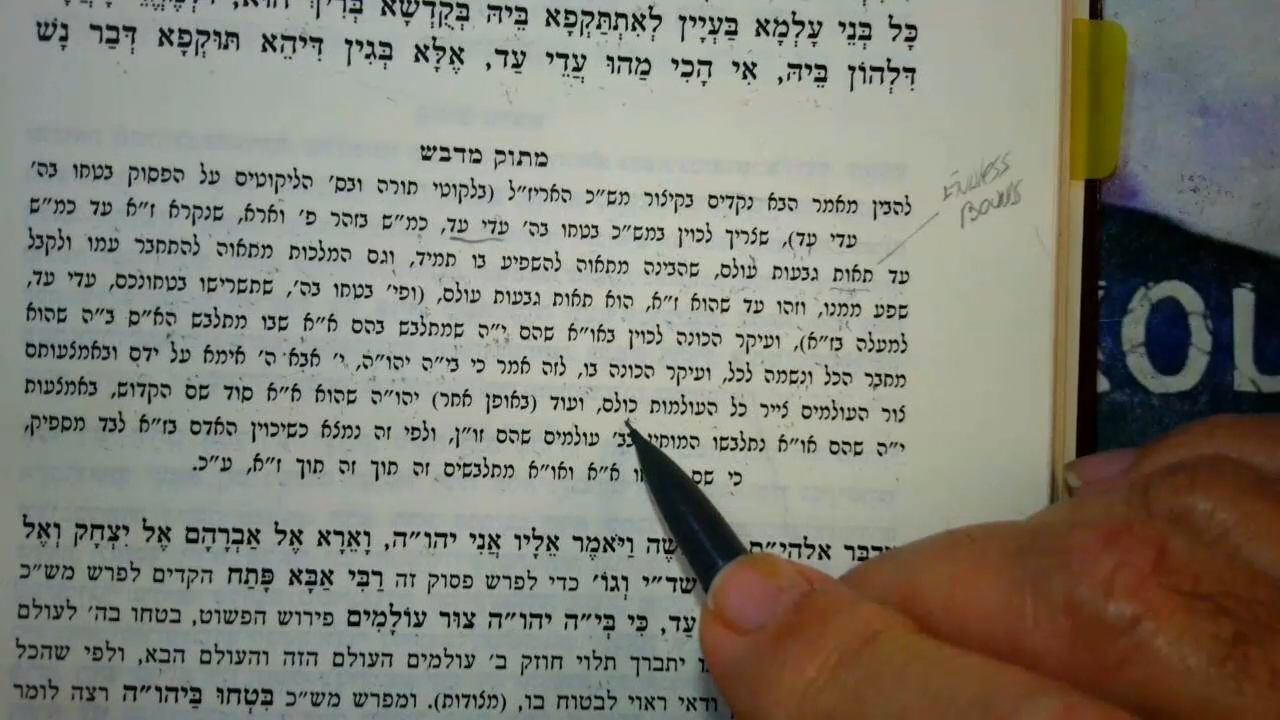 כָּל בְּנֵי עָלְמָא בַּעְיָין לְאִתְתַּקְפָא בֵּיהּ בְּקֻדְשָׁא בְּרִיךְ הוּא,
דִּלְהוֹן בֵּיהּ, אִי הָכִי מַהוּ עֲדֵי עַד, אֶלָּא בְּגִין דִּיהֵא תּוּקְפָא דְּבַר נָשׁ
מתוק מדבש
להבין מאמר הבא נקדים בקיצור מש״כ האריז״ל (בלקוטי תורה ובס׳ הליקוטים על הפסוק בטחו בה׳
עדי עד), שצריך לכוין במש״כ בטחו בה׳ עדי עד, כמ״ש בזהר פ׳ וארא, שנקרא ז״א עד כמ״ש
עד תאות גבעות עולם, שהבינה מתאוה להשפיע בו תמיד, וגם המלכות מתאוה להתחבר עמו ולקבל
שפע ממנו, וזהו עד שהוא ז״א, הוא תאות גבעות עולם, (ופי׳ בטחו בה׳, שתשרישו בטחונכם, עדי עד,
למעלה בז״א), ועיקר הכונה לכוין באו״א שהם י״ה שמתלבש בהם א״א שבו מתלבש הא״ס ב״ה שהוא
מחבר הכל ונשמה לכל, ועיקר הכונה בו, לזה אמר כי בי״ה יהו״ה, י׳ אבא ה׳ אימא על ידם ובאמצעותם
צור העולמים צייר כל העולמות כולם, ועוד (באופן אחר) יהו״ה שהוא א״א סוד שם הקדוש, באמצעות
י״ה שהם או״א נתלבשו המוחין בב׳ עולמים שהם זו״ן, ולפי זה נמצא כשיכוין האדם בז״א לבד מספיק,
כי שם א״א ואו״א מתלבשים זה תוך זה תוך ז״א, ע״כ.
אלהי״ם וַיֹּאמֶר אֵלָיו אֲנִי יהו״ה, וָאֵרָא אֶל אַבְרָהָם אֶל יִצְחָק וְאֶל
שד״י וְגוֹ׳ כדי לפרש פסוק זה רַבִּי אַבָּא פָּתַח הקדים לפרש מש״כ
עַד, כִּי בְּי״ה יהו״ה צוּר עוֹלָמִים פירוש הפשוט, בטחו בה׳ לעולם
יתברך תלוי חוזק ב׳ עולמים העולם הזה והעולם הבא, ולפי שהכל
ודאי ראוי לבטוח בו, (מצודות). ומפרש מש״כ בִּטְחוּ בַּיהו״ה רצה לומר
ENDLESS
BOUNDS
KOL